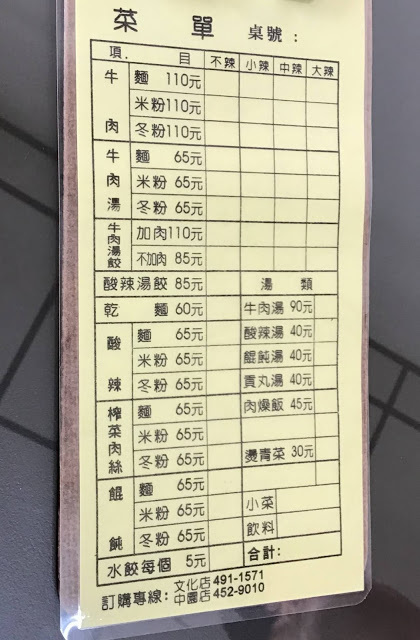 菜單 桌號：
項 目 不辣 小辣 中辣 大辣
牛肉 麵 110元
米粉110元
冬粉110元
牛肉湯 麵 65元
米粉 65元
冬粉 65元
牛肉湯餃 加肉110元
不加肉 85元
酸辣湯餃 85元 湯類
乾麵 60元 牛肉湯 90元
酸辣 麵 65元 酸辣湯 40元
米粉 65元 餛飩湯 40元
冬粉 65元 貢丸湯 40元
榨菜肉絲 麵 65元 肉燥飯 45元
米粉 65元
冬粉 65元 燙青菜 30元
餛飩 麵 65元
米粉 65元 小菜
冬粉 65元 飲料
水餃每個 5元 合計：
訂購專線：文化店 491-1571
中園店 452-9010